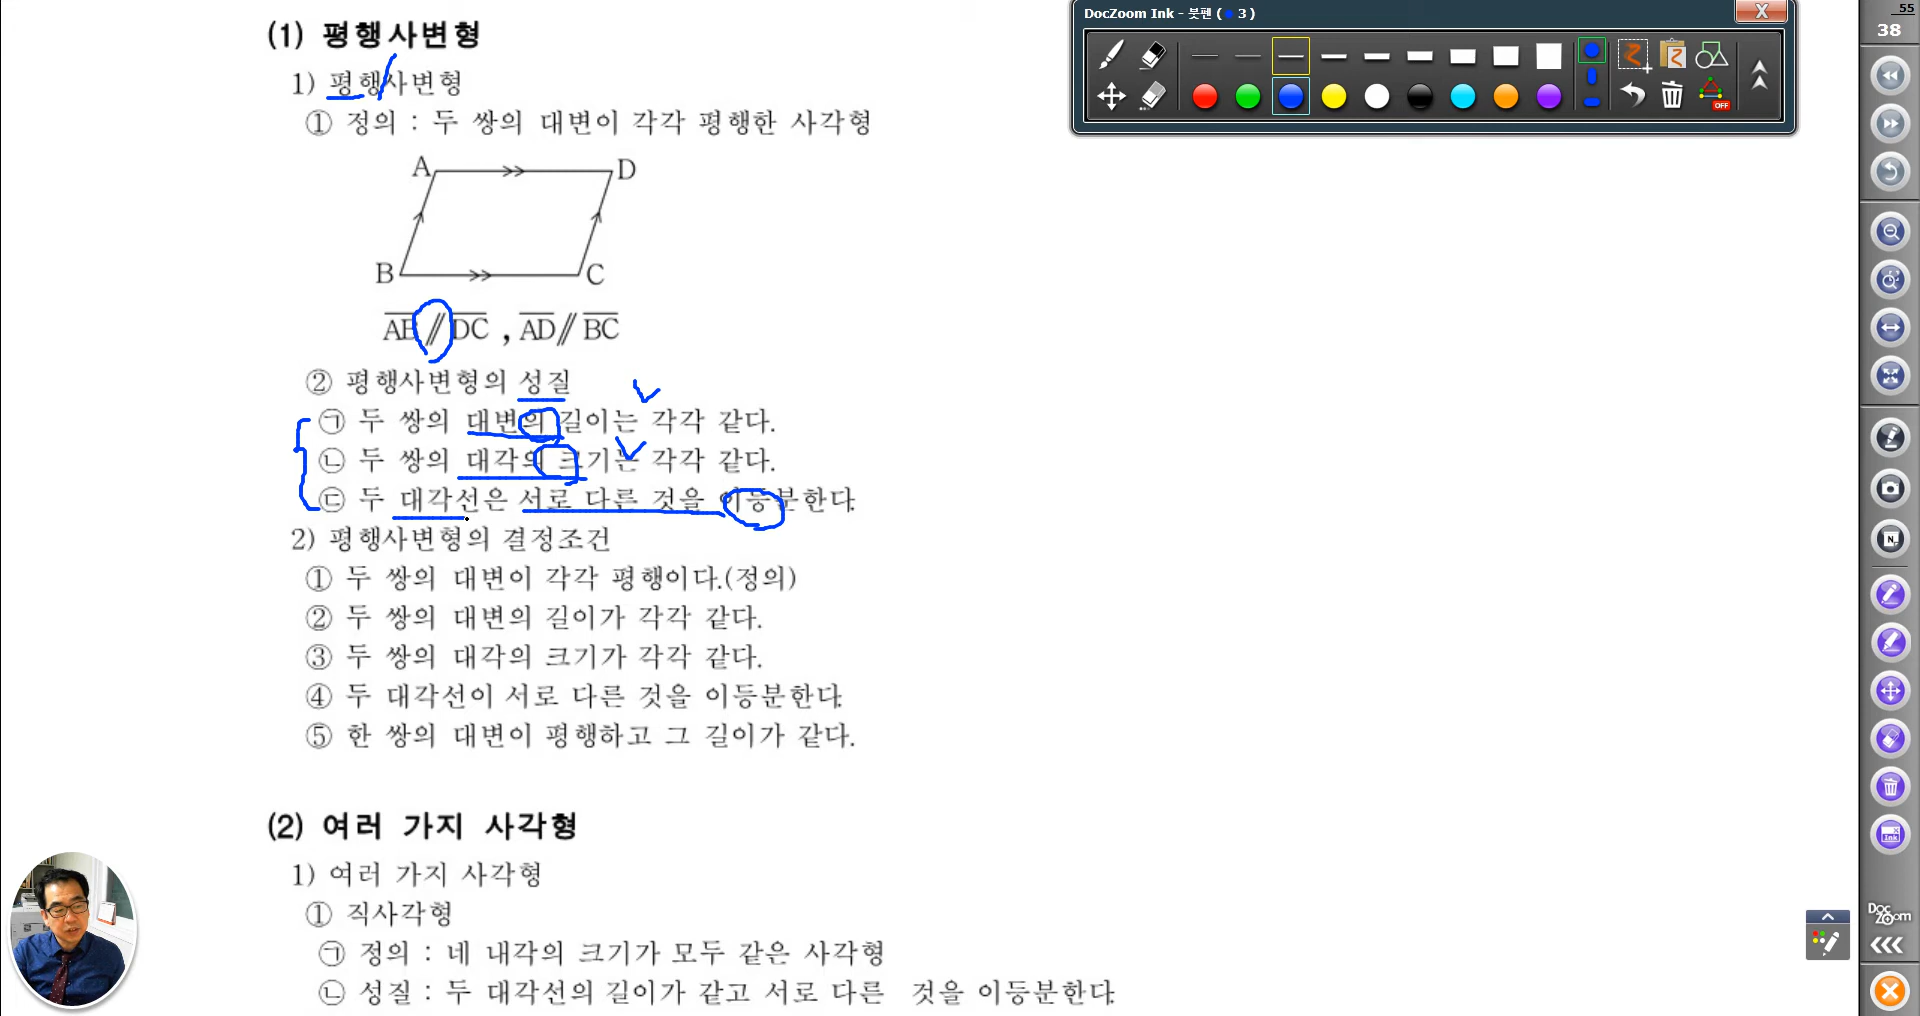 DocZoom Ink - 붓펜 ( 3 )
X
OFF
55
38
(1) 평행사변형
1) 평행사변형
① 정의 : 두 쌍의 대변이 각각 평행한 사각형
A
D
B
C
AB // DC , AD // BC
② 평행사변형의 성질
㉠ 두 쌍의 대변의 길이는 각각 같다.
㉡ 두 쌍의 대각의 크기는 각각 같다.
㉢ 두 대각선은 서로 다른 것을 이등분한다.
2) 평행사변형의 결정조건
① 두 쌍의 대변이 각각 평행이다.(정의)
② 두 쌍의 대변의 길이가 각각 같다.
③ 두 쌍의 대각의 크기가 각각 같다.
④ 두 대각선이 서로 다른 것을 이등분한다.
⑤ 한 쌍의 대변이 평행하고 그 길이가 같다.
(2) 여러 가지 사각형
1) 여러 가지 사각형
① 직사각형
㉠ 정의 : 네 내각의 크기가 모두 같은 사각형
㉡ 성질 : 두 대각선의 길이가 같고 서로 다른 것을 이등분한다.
N
Ink
Doc
Zoom